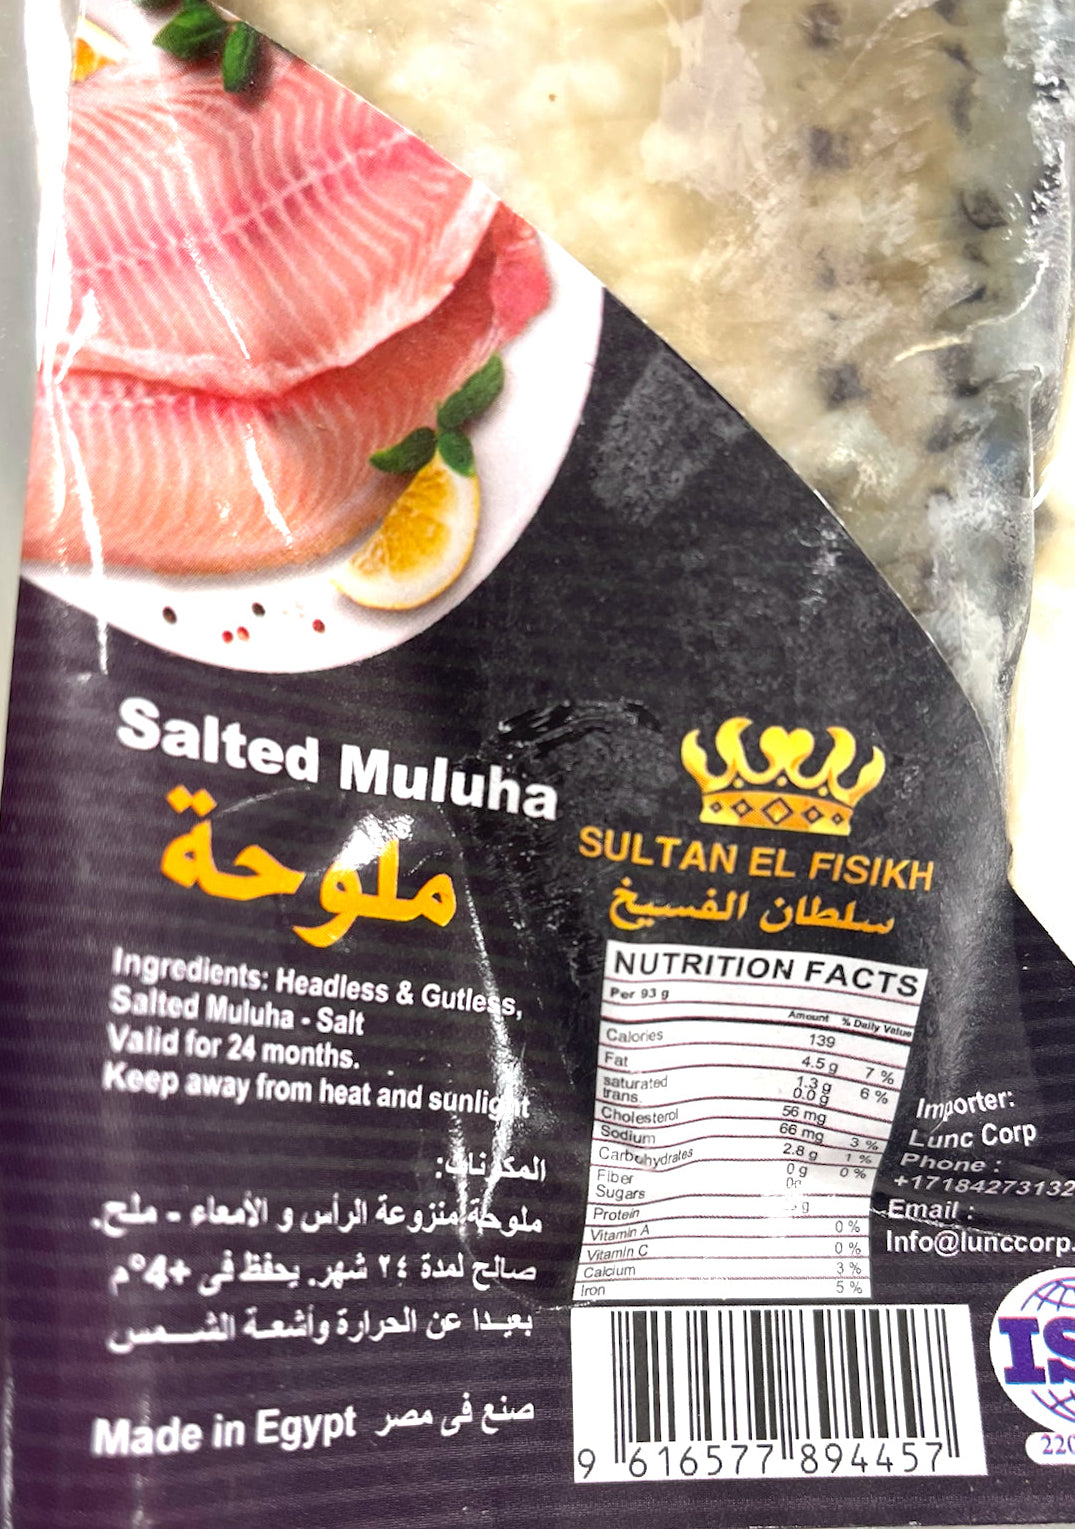 Salted Muluha
ملوحة
Ingredients: Headless & Gutless,
Salted Muluha - Salt
Valid for 24 months.
Keep away from heat and sunlight
المكونات:
ملوحة منزوعة الرأس و الأمعاء - ملح.
صالح لمدة ٢٤ شهر. يحفظ فى +4°م
بعيدا عن الحرارة وأشعة الشمس
Made in Egypt صنع فى مصر
SULTAN EL FISIKH
سلطان الفسيخ
NUTRITION FACTS
Per 93 g
Amount % Daily Value
Calories 139
Fat 4.5 g 7 %
saturated 1.3 g 6 %
trans. 0.0 g
Cholesterol 56 mg
Sodium 66 mg 3 %
Carbohydrates 2.8 g 1 %
Fiber 0 g 0 %
Sugars
Protein g
Vitamin A 0 %
Vitamin C 0 %
Calcium 3 %
Iron 5 %
Importer:
Lunc Corp
Phone :
+17184273132
Email :
Info@lunccorp.
9 616577 894457
IS
220